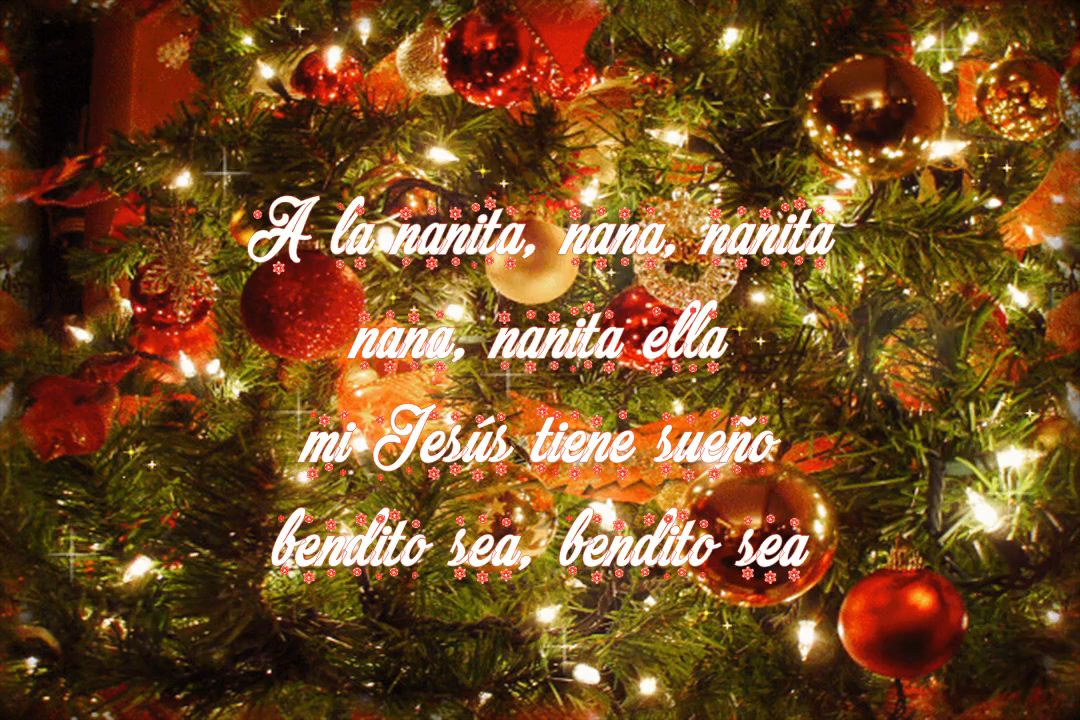 A la nanita, nana, nanita
nana, nanita ella
mi Jesús tiene sueño
bendito sea, bendito sea